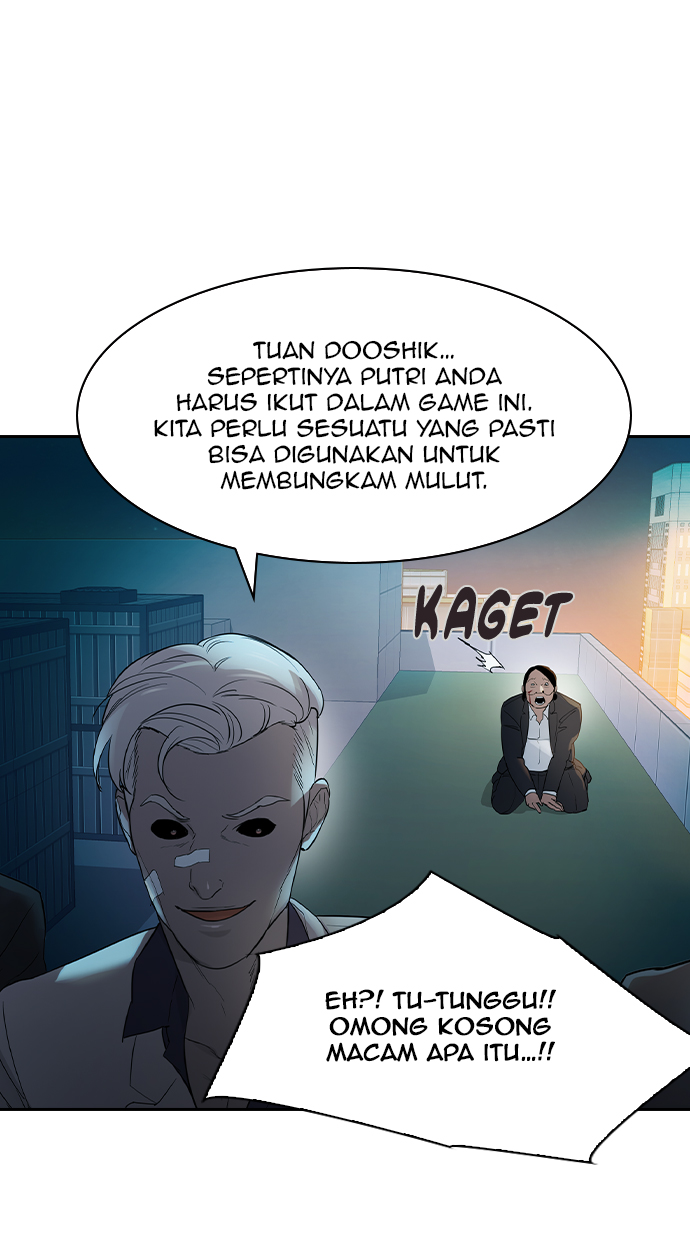 TUAN DOOSHIK...
SEPERTINYA PUTRI ANDA
HARUS IKUT DALAM GAME INI.
KITA PERLU SESUATU YANG PASTI
BISA DIGUNAKAN UNTUK
MEMBUNGKAM MULUT.
KAGET
EH?! TU-TUNGGU!!
OMONG KOSONG
MACAM APA ITU...!!